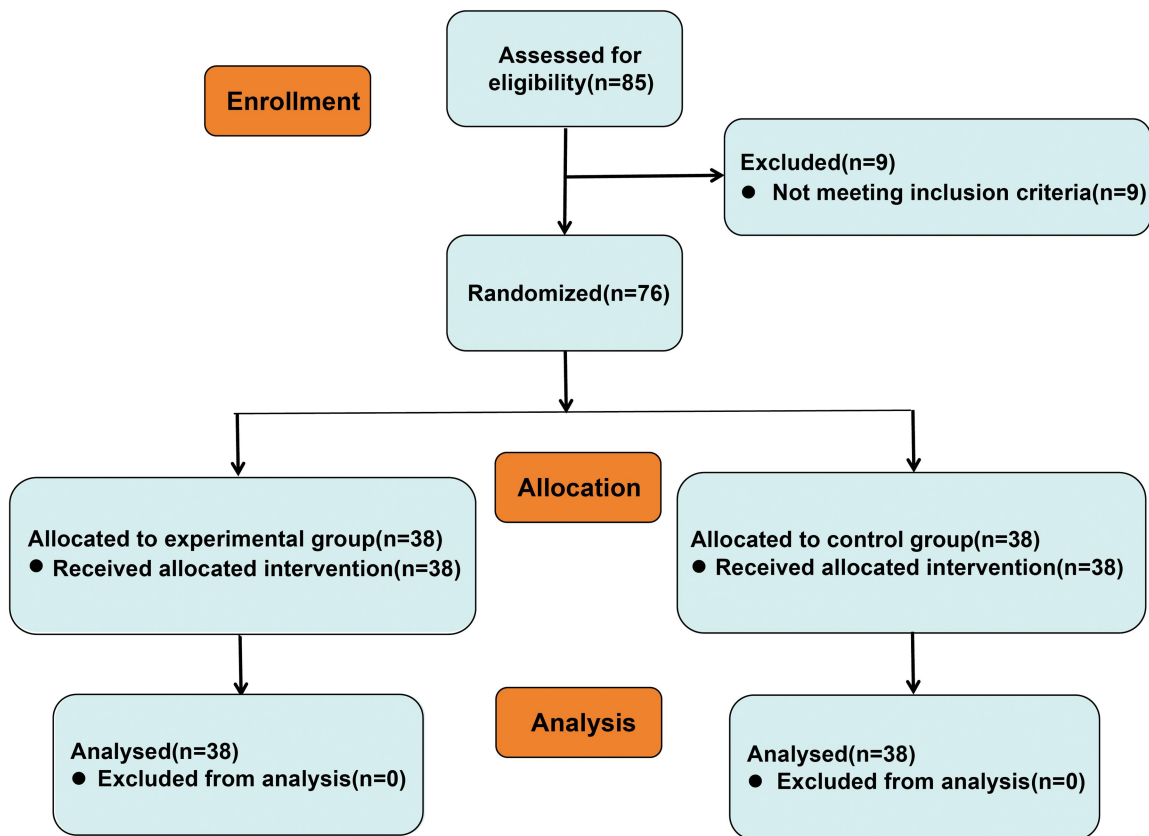 Assessed for
eligibility(n=85)
Enrollment
Excluded(n=9)
● Not meeting inclusion criteria(n=9)
Randomized(n=76)
Allocation
Allocated to experimental group(n=38)
● Received allocated intervention(n=38)
Allocated to control group(n=38)
● Received allocated intervention(n=38)
Analysis
Analysed(n=38)
● Excluded from analysis(n=0)
Analysed(n=38)
● Excluded from analysis(n=0)